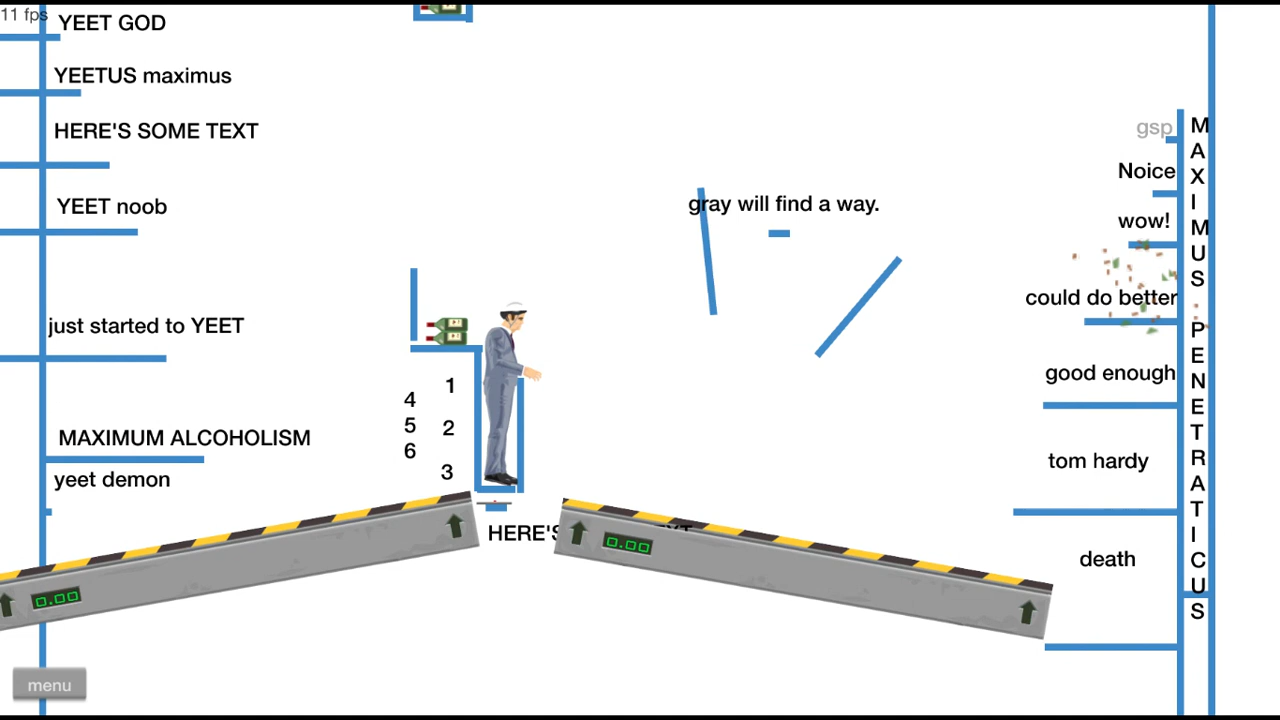 11 fps
YEET GOD
YEETUS maximus
HERE'S SOME TEXT
YEET noob
just started to YEET
MAXIMUM ALCOHOLISM
yeet demon
gray will find a way.
1
2
3
4
5
6
HERE'S
0.00
0.00
gsp
Noice
wow!
could do better
good enough
tom hardy
death
MAXIMUS PENETRATICUS
menu